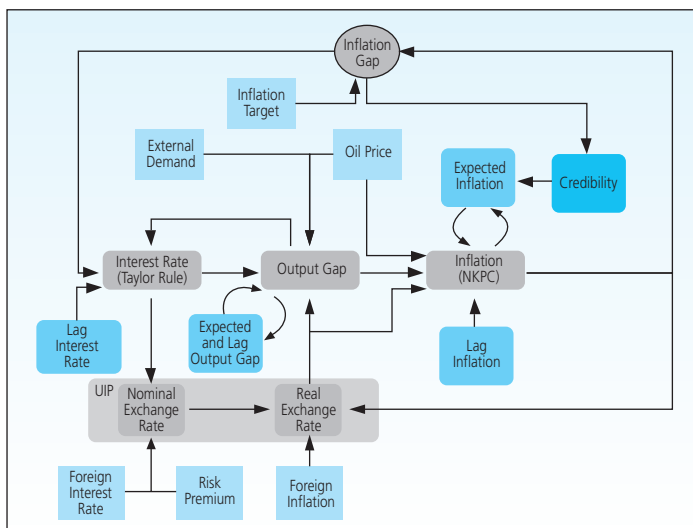 Inflation
Gap
Inflation
Target
External
Demand
Oil Price
Expected
Inflation
Credibility
Interest Rate
(Taylor Rule)
Output Gap
Inflation
(NKPC)
Lag
Interest
Rate
Expected
and Lag
Output Gap
Lag
Inflation
UIP
Nominal
Exchange
Rate
Real
Exchange
Rate
Foreign
Interest
Rate
Risk
Premium
Foreign
Inflation